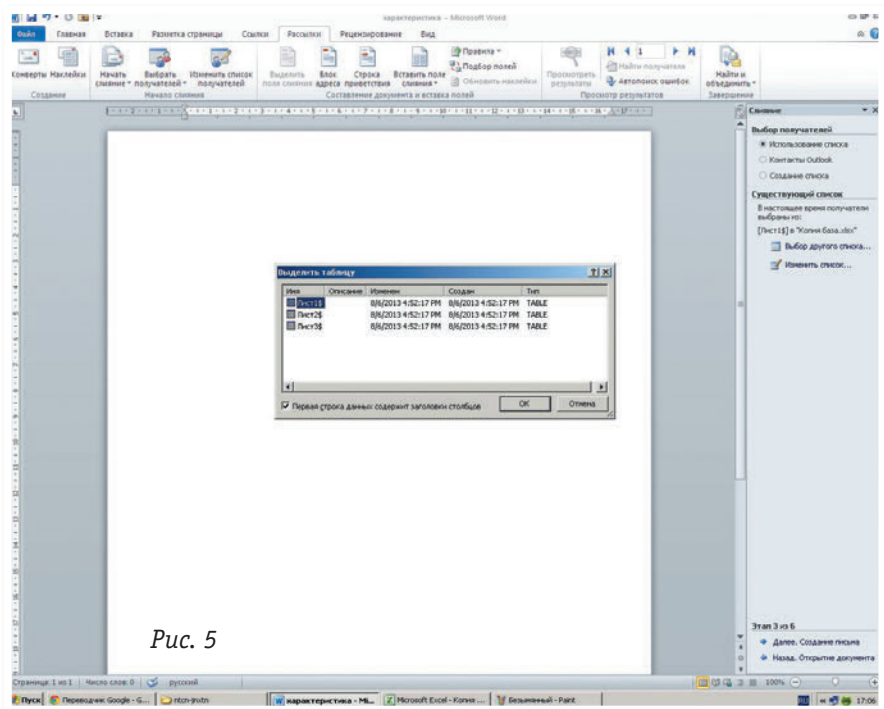 характеристика - Microsoft Word
Файл Главная Вставка Разметка страницы Ссылки Рассылки Рецензирование Вид
Конверты Наклейки
Начать слияние
Выбрать получателей
Изменить список получателей
Выделить поля слияния
Блок адреса
Строка приветствия
Вставить поле слияния
Правила
Подбор полей
Обновить наклейки
Просмотреть результаты
1
Найти получателя
Автопоиск ошибок
Найти и объединить
Создание
Начало слияния
Составление документа и вставка полей
Просмотр результатов
Завершение
Слияние
Выбор получателей
Использование списка
Контакты Outlook
Создание списка
Существующий список
В настоящее время получатели
выбраны из:
[Лист1$] в "Копия база.xlsx"
Выбор другого списка...
Изменить список...
Выделить таблицу
Имя Описание Изменен Создан Тип
Лист1$ 8/6/2013 4:52:17 PM 8/6/2013 4:52:17 PM TABLE
Лист2$ 8/6/2013 4:52:17 PM 8/6/2013 4:52:17 PM TABLE
Лист3$ 8/6/2013 4:52:17 PM 8/6/2013 4:52:17 PM TABLE
Первая строка данных содержит заголовки столбцов
ОК Отмена
Рис. 5
Этап 3 из 6
Далее. Создание письма
Назад. Открытие документа
Страница: 1 из 1 Число слов: 0 русский 100%
Пуск Переводчик Google - G... характеристика - Mi... Microsoft Excel - Копия ... Безымянный - Paint RU 17:06